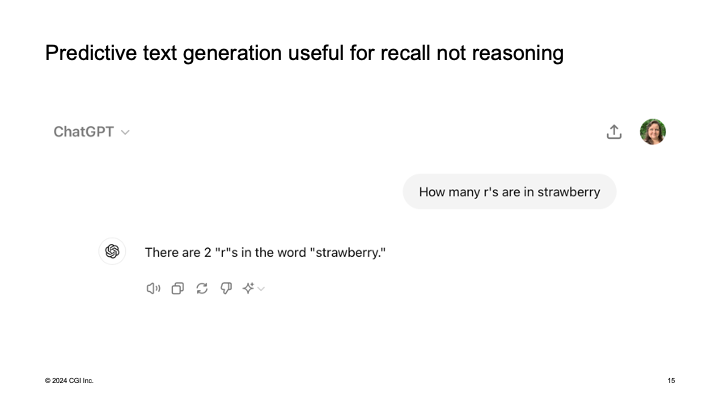 Predictive text generation useful for recall not reasoning
ChatGPT
How many r's are in strawberry
There are 2 "r"s in the word "strawberry."
© 2024 CGI Inc.
15